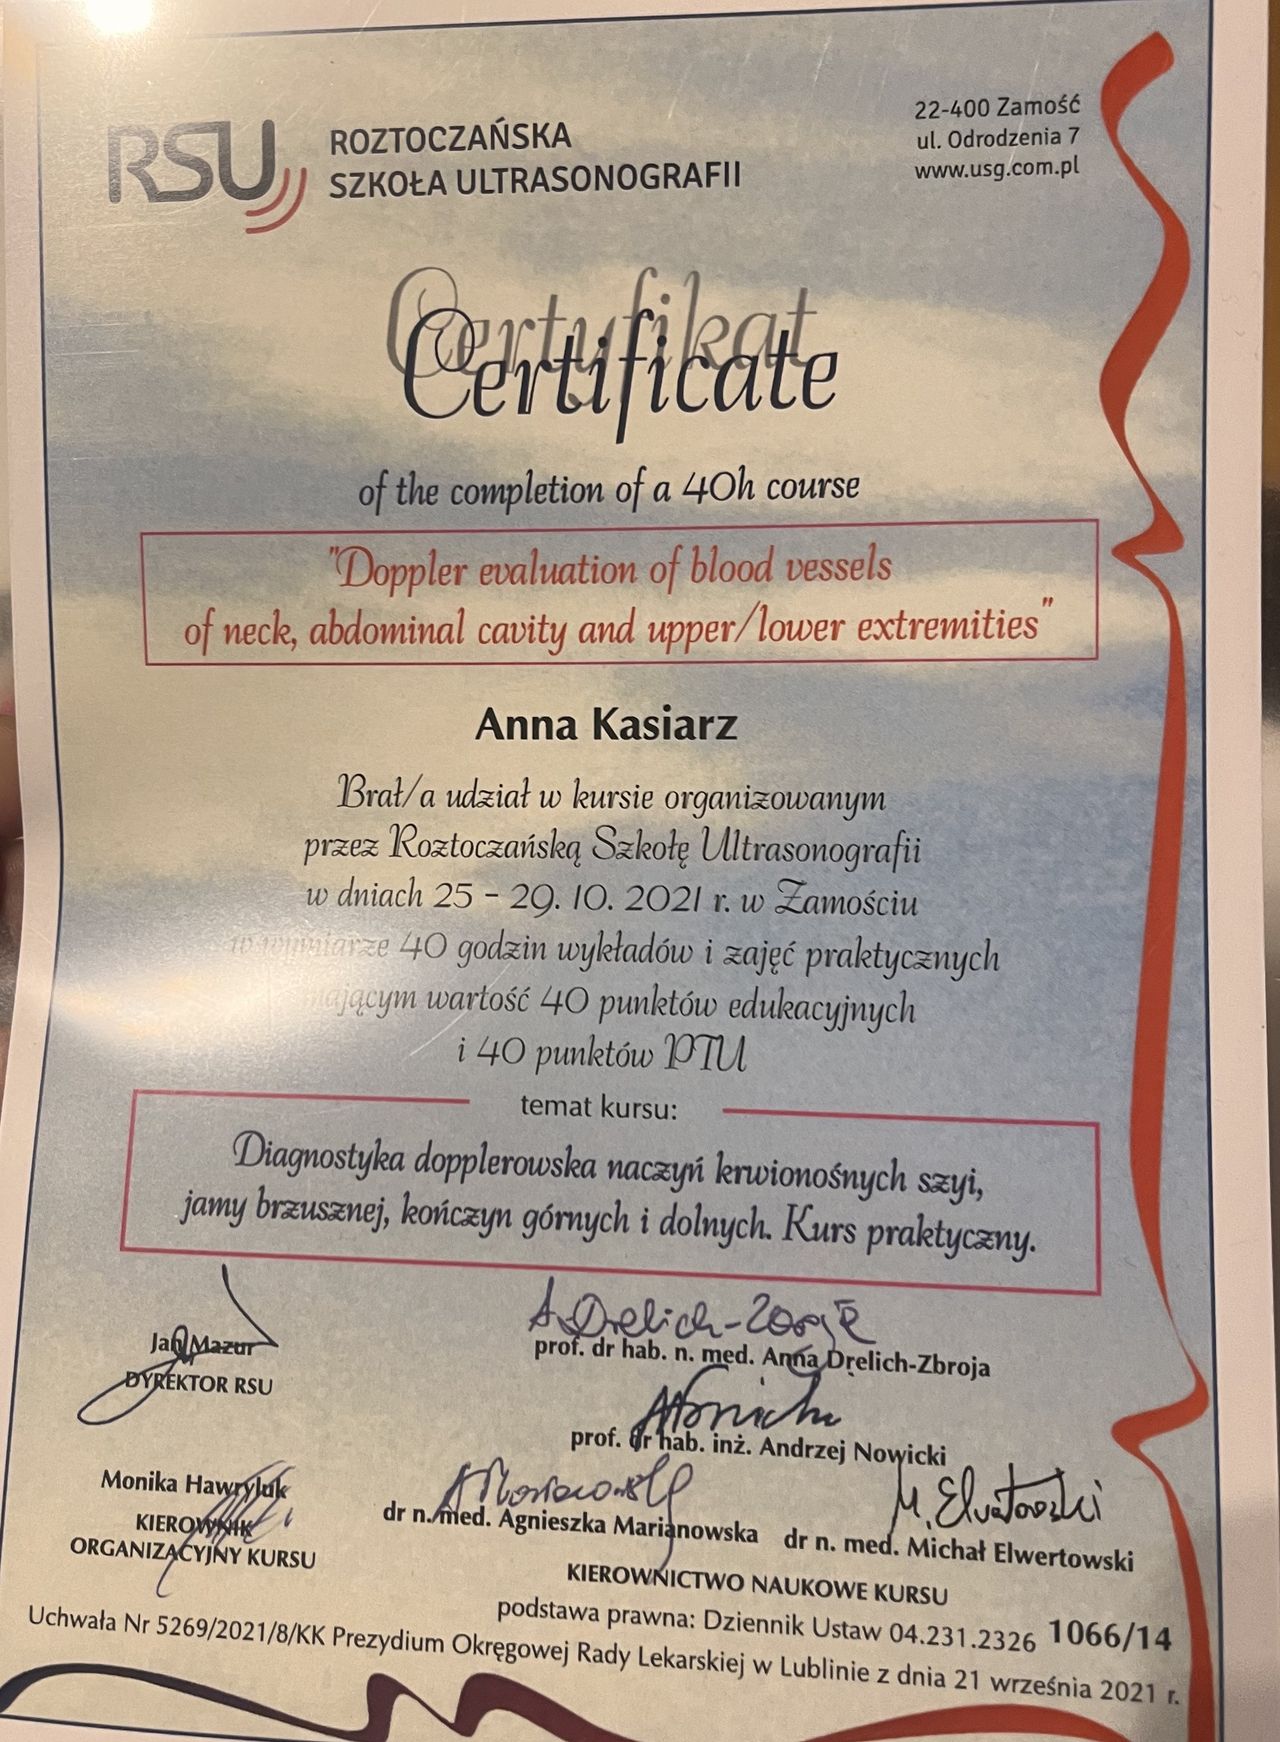 RSU
ROZTOCZAŃSKA
SZKOŁA ULTRASONOGRAFII
22-400 Zamość
ul. Odrodzenia 7
www.usg.com.pl
Certyfikat
Certificate
of the completion of a 40h course
"Doppler evaluation of blood vessels
of neck, abdominal cavity and upper/lower extremities"
Anna Kasiarz
Brał/a udział w kursie organizowanym
przez Roztoczańską Szkołę Ultrasonografii
w dniach 25 - 29. 10. 2021 r. w Zamościu
w wymiarze 40 godzin wykładów i zajęć praktycznych
mającym wartość 40 punktów edukacyjnych
i 40 punktów PTU
temat kursu:
Diagnostyka dopplerowska naczyń krwionośnych szyi,
jamy brzusznej, kończyn górnych i dolnych. Kurs praktyczny.
Jan Mazur
DYREKTOR RSU
A. Drelich-Zbroja
prof. dr hab. n. med. Anna Drelich-Zbroja
prof. dr hab. inż. Andrzej Nowicki
Monika Hawryluk
KIEROWNIK
ORGANIZACYJNY KURSU
dr n. med. Agnieszka Marianowska
M. Elwertowski
dr n. med. Michał Elwertowski
KIEROWNICTWO NAUKOWE KURSU
podstawa prawna: Dziennik Ustaw 04.231.2326 1066/14
Uchwała Nr 5269/2021/8/KK Prezydium Okręgowej Rady Lekarskiej w Lublinie z dnia 21 września 2021 r.